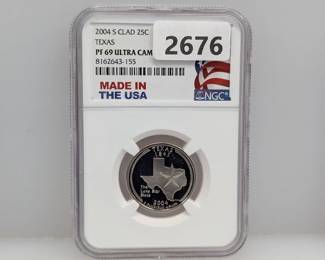 2004 S CLAD 25C
TEXAS
PF 69 ULTRA CAM
8162643-155
2676
MADE IN
THE USA
NGC
TEXAS
1845
The
Lone Star
State
2004